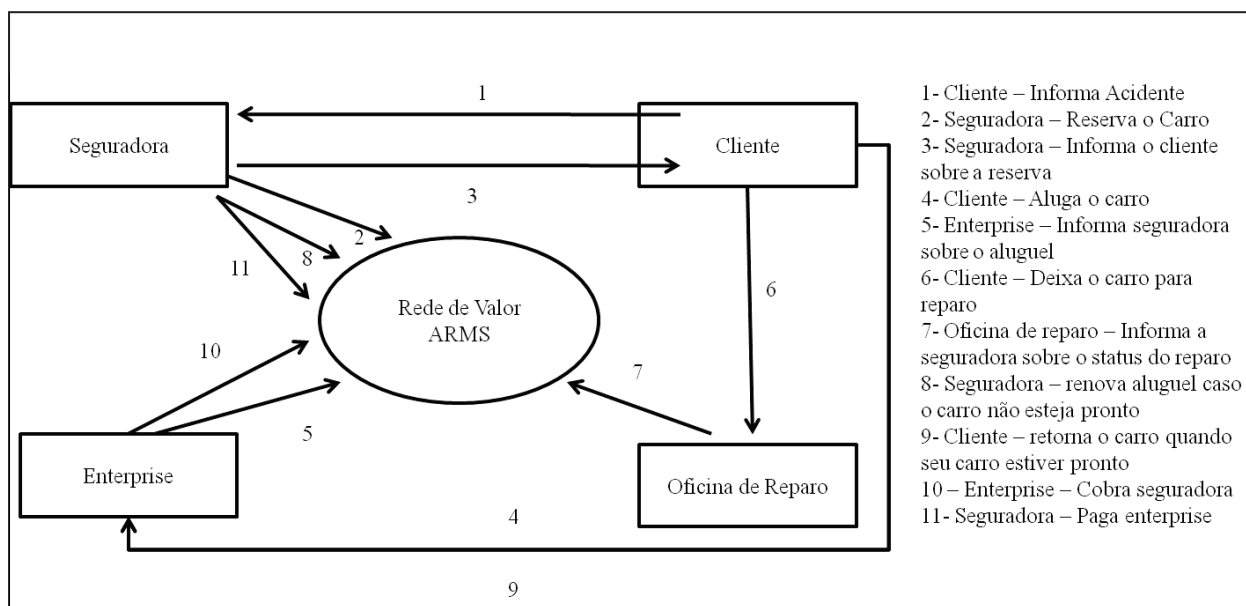 1
Seguradora
Cliente
3
2
8
11
6
Rede de Valor
ARMS
10
7
5
Enterprise
Oficina de Reparo
4
9
1- Cliente – Informa Acidente
2- Seguradora – Reserva o Carro
3- Seguradora – Informa o cliente
sobre a reserva
4- Cliente – Aluga o carro
5- Enterprise – Informa seguradora
sobre o aluguel
6- Cliente – Deixa o carro para
reparo
7- Oficina de reparo – Informa a
seguradora sobre o status do reparo
8- Seguradora – renova aluguel caso
o carro não esteja pronto
9- Cliente – retorna o carro quando
seu carro estiver pronto
10 – Enterprise – Cobra seguradora
11- Seguradora – Paga enterprise